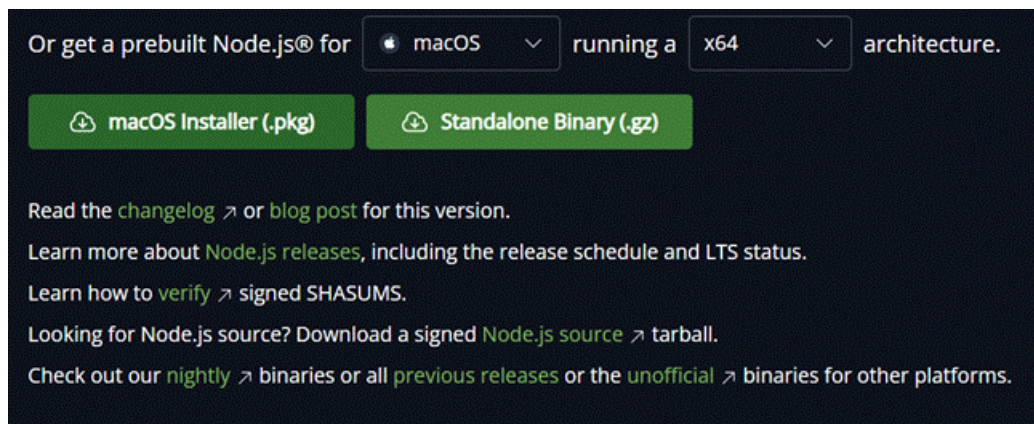 Or get a prebuilt Node.js® for macOS running a x64 architecture.
macOS Installer (.pkg) Standalone Binary (.gz)
Read the changelog ↗ or blog post for this version.
Learn more about Node.js releases, including the release schedule and LTS status.
Learn how to verify ↗ signed SHASUMS.
Looking for Node.js source? Download a signed Node.js source ↗ tarball.
Check out our nightly ↗ binaries or all previous releases or the unofficial ↗ binaries for other platforms.